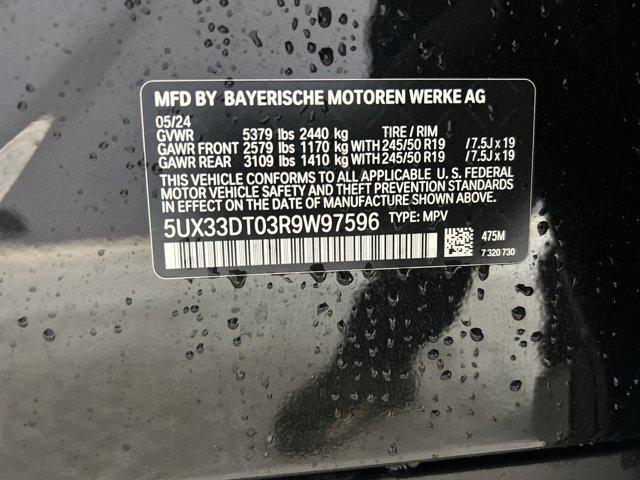 MFD BY BAYERISCHE MOTOREN WERKE AG
05/24
GVWR 5379 lbs 2440 kg TIRE / RIM
GAWR FRONT 2579 lbs 1170 kg WITH 245/50 R19 /7.5J x 19
GAWR REAR 3109 lbs 1410 kg WITH 245/50 R19 /7.5J x 19
THIS VEHICLE CONFORMS TO ALL APPLICABLE U. S. FEDERAL
MOTOR VEHICLE SAFETY AND THEFT PREVENTION STANDARDS
IN EFFECT ON THE DATE OF MANUFACTURE SHOWN ABOVE.
5UX33DT03R9W97596 TYPE: MPV
475M
7 320 730